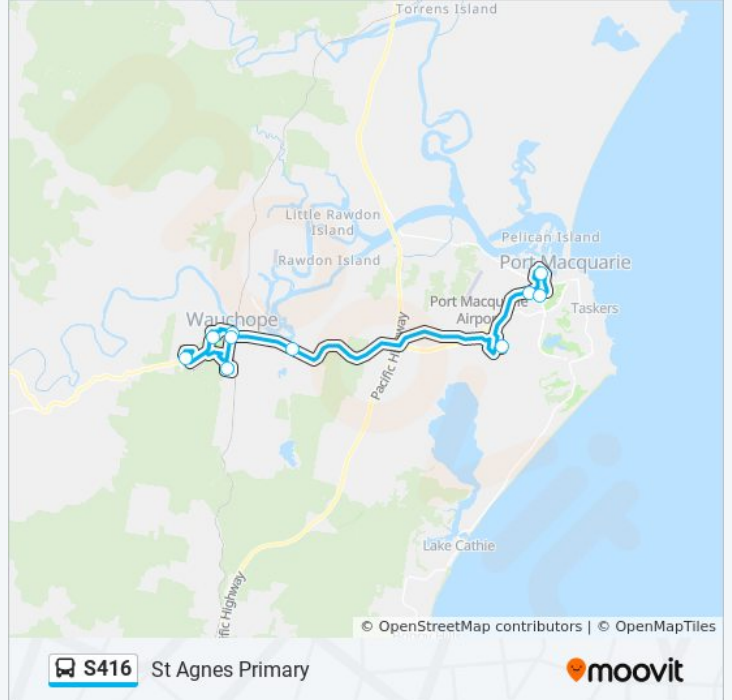 Torrens Island
Little Rawdon
Island
Pelican Island
Rawdon Island
Port Macquarie
Port Macquarie
Airport
Taskers
Wauchope
Pacific Highway
Lake Cathie
ific Highway
© OpenStreetMap contributors | © OpenMapTiles
S416 St Agnes Primary
moovit